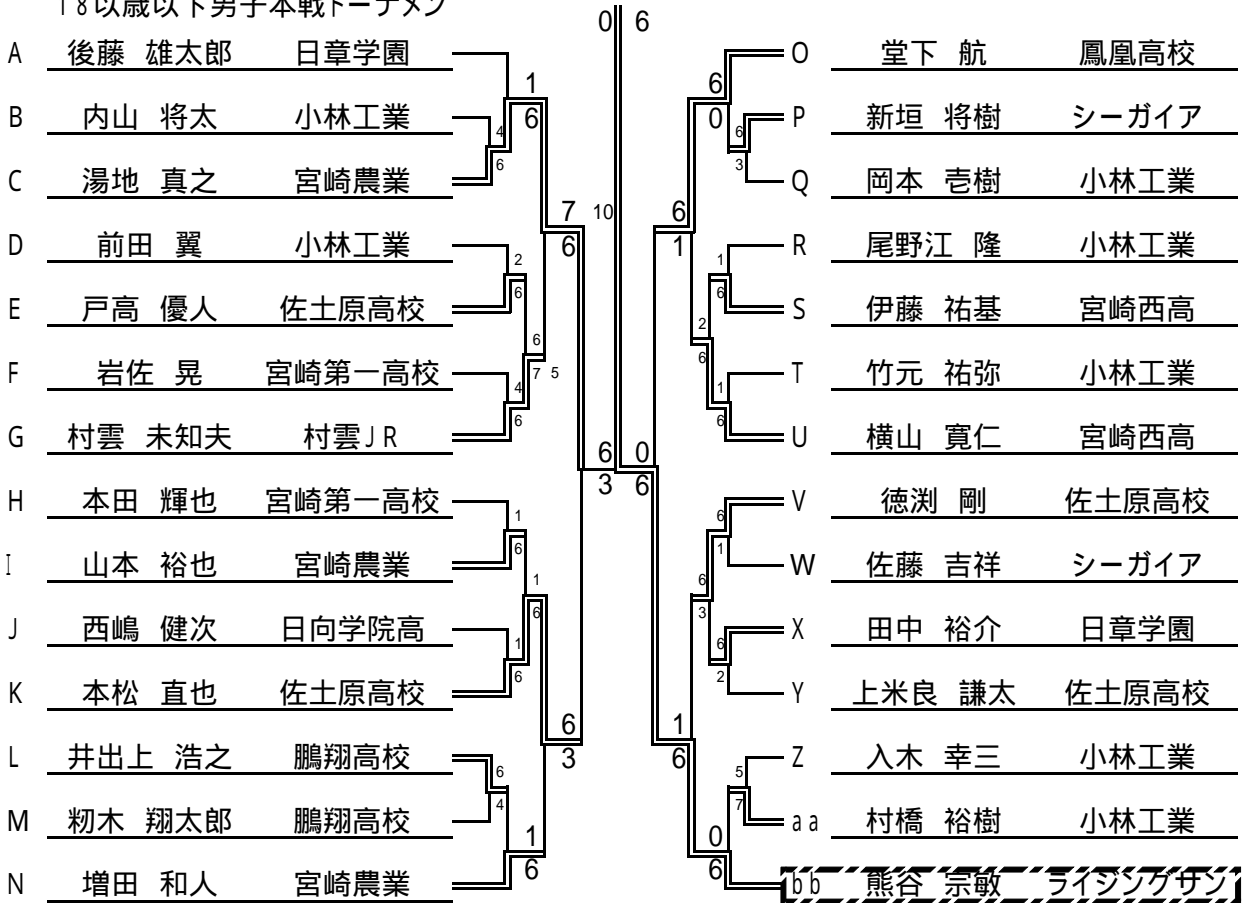 18以歳以下男子本戦トーナメン
0 6
10
A 後藤 雄太郎 日章学園
1
6
B 内山 将太 小林工業
4
6
C 湯地 真之 宮崎農業
7
6
D 前田 翼 小林工業
2
6
E 戸高 優人 佐土原高校
6
7 5
F 岩佐 晃 宮崎第一高校
4
6
G 村雲 未知夫 村雲JR
6
3
H 本田 輝也 宮崎第一高校
1
6
I 山本 裕也 宮崎農業
1
6
J 西嶋 健次 日向学院高
1
6
K 本松 直也 佐土原高校
6
3
L 井出上 浩之 鵬翔高校
6
4
M 籾木 翔太郎 鵬翔高校
1
6
N 増田 和人 宮崎農業
0
6
O 堂下 航 鳳凰高校
6
0
P 新垣 将樹 シーガイア
6
3
Q 岡本 壱樹 小林工業
6
1
R 尾野江 隆 小林工業
1
6
S 伊藤 祐基 宮崎西高
2
6
T 竹元 祐弥 小林工業
1
6
U 横山 寛仁 宮崎西高
V 徳渕 剛 佐土原高校
6
1
W 佐藤 吉祥 シーガイア
6
3
X 田中 裕介 日章学園
6
2
Y 上米良 謙太 佐土原高校
1
6
Z 入木 幸三 小林工業
5
7
aa 村橋 裕樹 小林工業
0
6
bb 熊谷 宗敏 ライジングサン